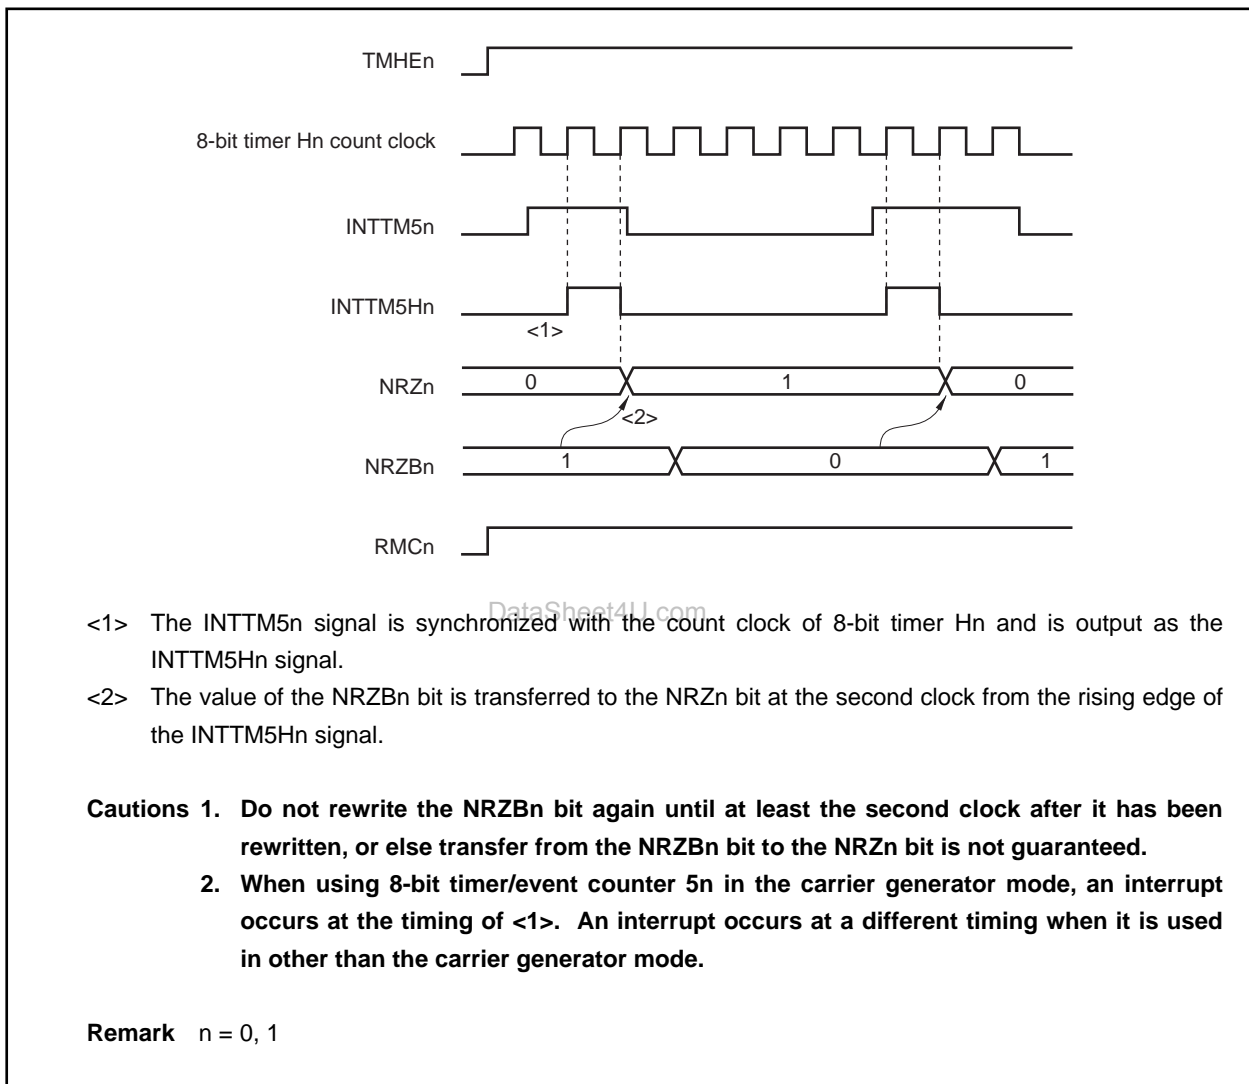 TMHEn
8-bit timer Hn count clock
INTTM5n
INTTM5Hn
<1>
NRZn 0 1 0
<2>
NRZBn 1 0 1
RMCn
DataSheet4U.com
<1> The INTTM5n signal is synchronized with the count clock of 8-bit timer Hn and is output as the
INTTM5Hn signal.
<2> The value of the NRZBn bit is transferred to the NRZn bit at the second clock from the rising edge of
the INTTM5Hn signal.
Cautions 1. Do not rewrite the NRZBn bit again until at least the second clock after it has been
rewritten, or else transfer from the NRZBn bit to the NRZn bit is not guaranteed.
2. When using 8-bit timer/event counter 5n in the carrier generator mode, an interrupt
occurs at the timing of <1>. An interrupt occurs at a different timing when it is used
in other than the carrier generator mode.
Remark n = 0, 1